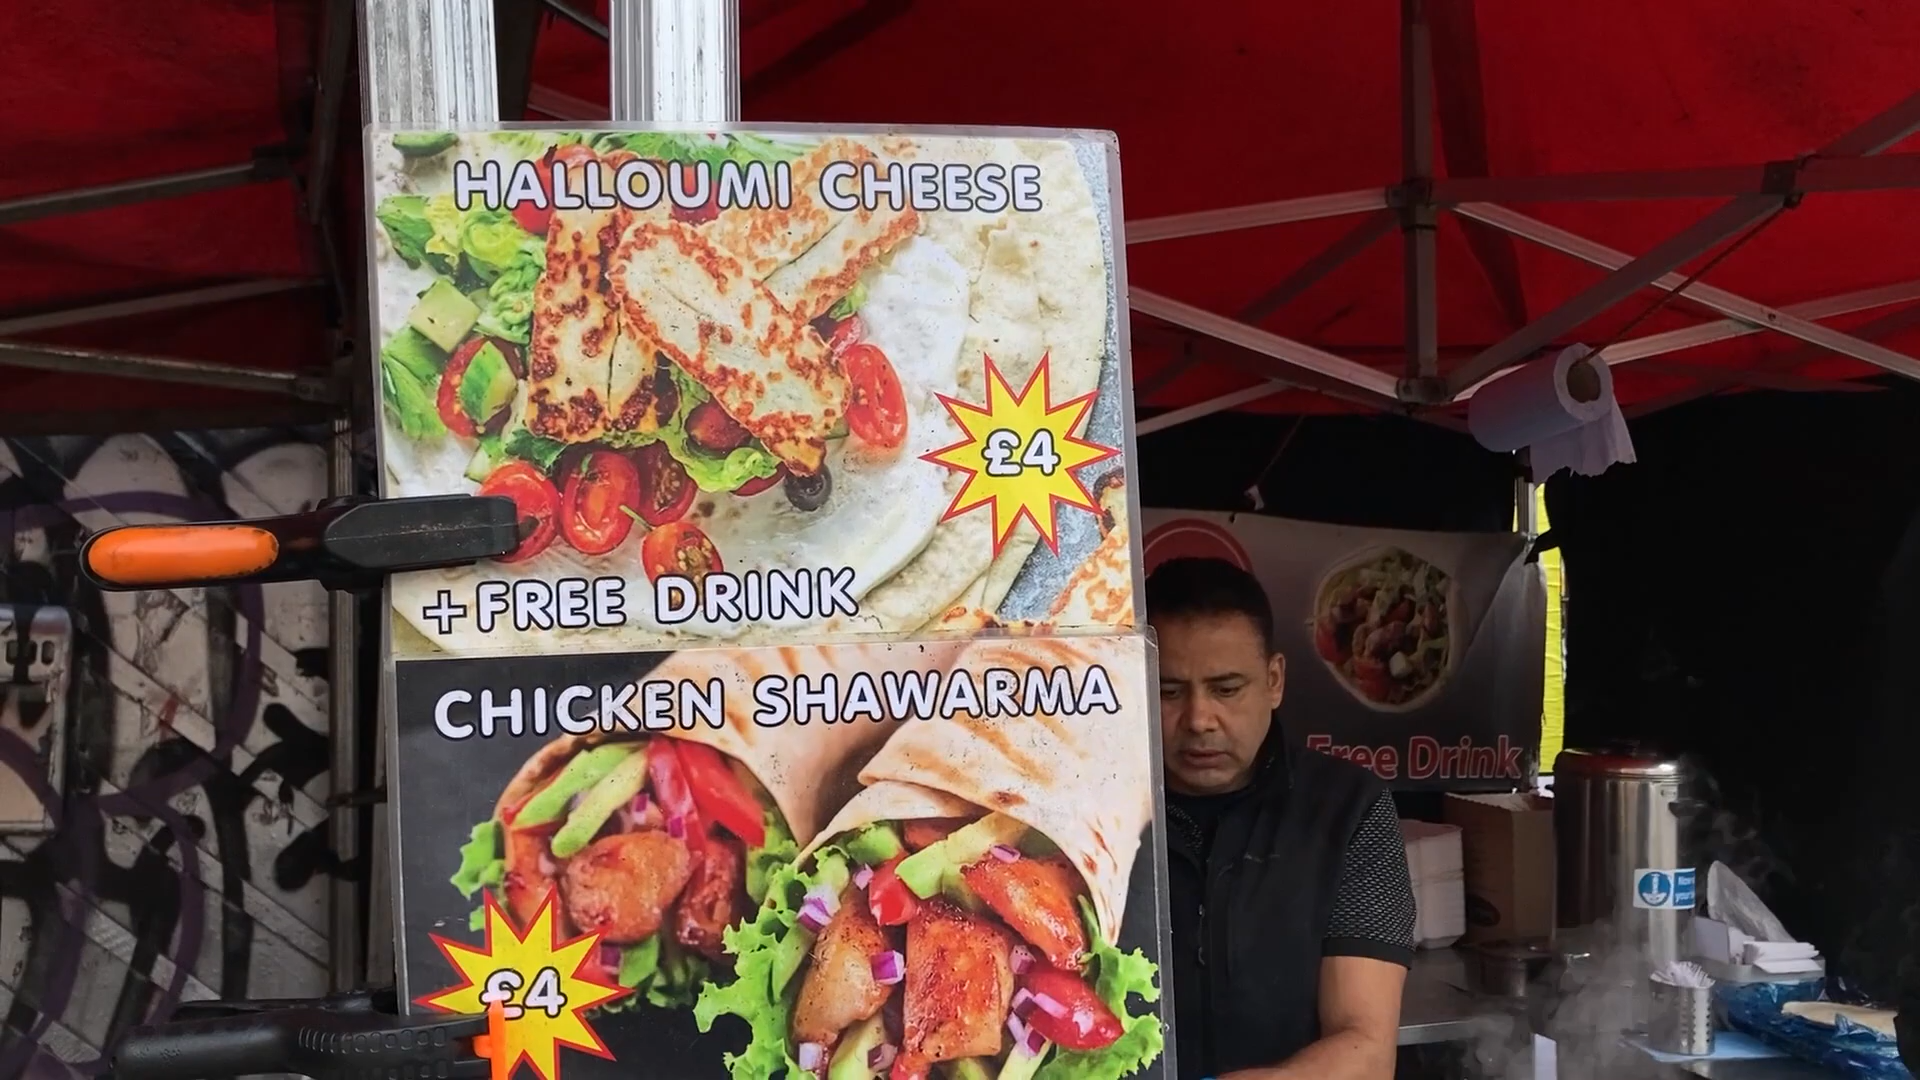 HALLOUMI CHEESE
£4
+FREE DRINK
CHICKEN SHAWARMA
£4
Free Drink